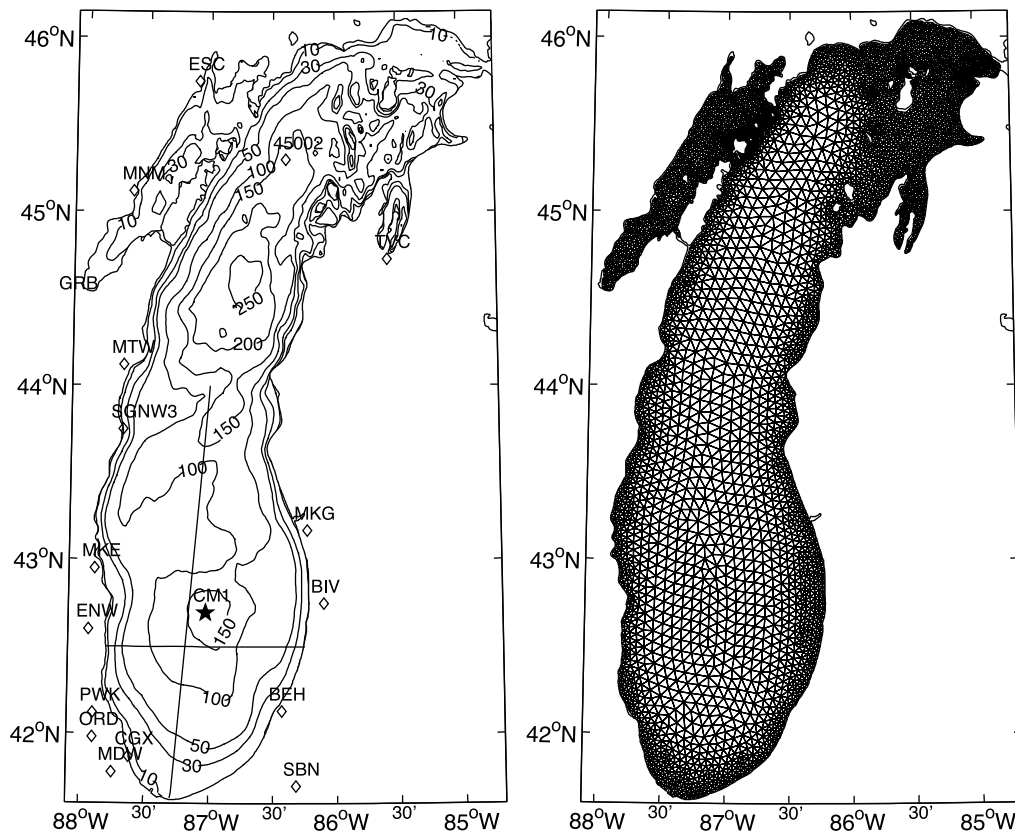 46°N
45°N
44°N
43°N
42°N
88°W 30' 87°W 30' 86°W 30' 85°W
10
10
ESC
30
30
45002
50
100
150
MNM
30
10
TVC
GRB
250
200
MTW
SGNW3
150
100
MKG
MKE
BIV
CM1
ENW
150
100
BEH
PWK
ORD
CGX
50
MDW
30
10
SBN
46°N
45°N
44°N
43°N
42°N
88°W 30' 87°W 30' 86°W 30' 85°W